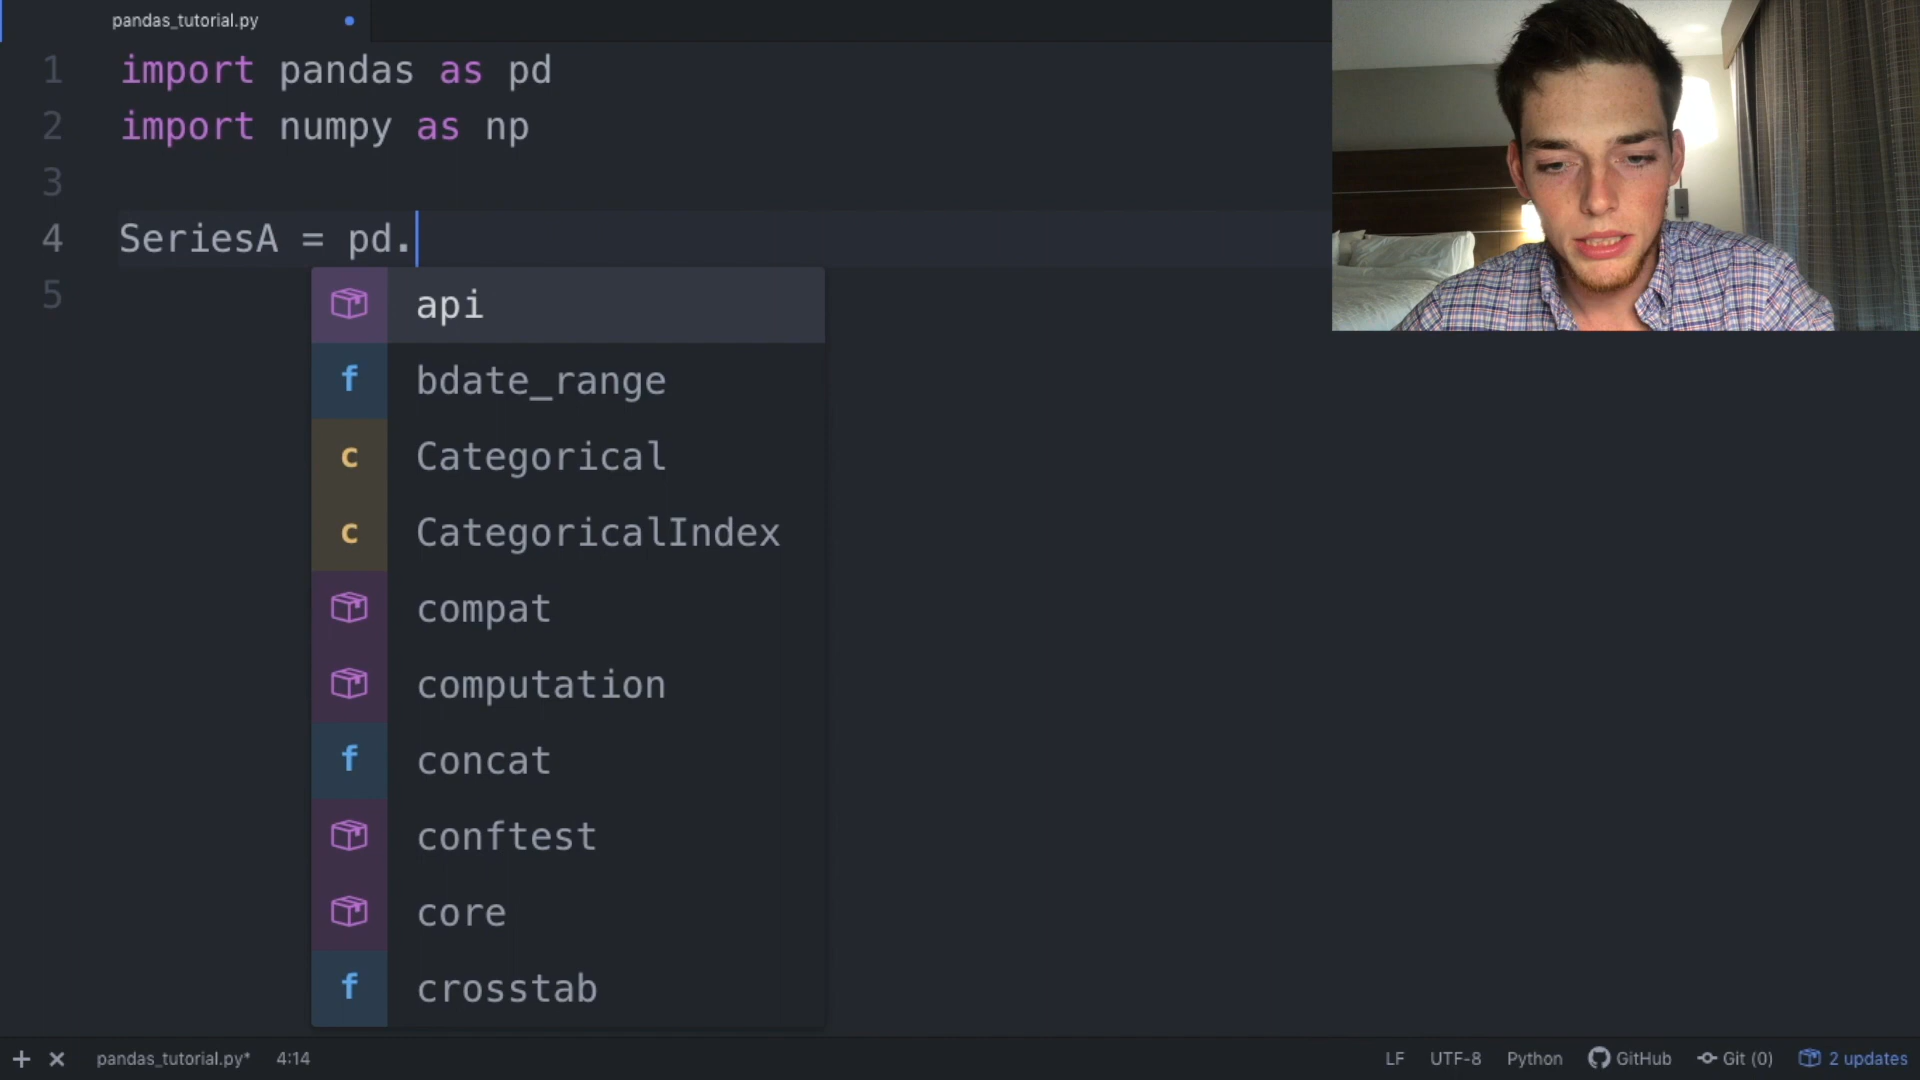 pandas_tutorial.py
1 import pandas as pd
2 import numpy as np
3
4 SeriesA = pd.
5
api
f bdate_range
c Categorical
c CategoricalIndex
compat
computation
f concat
conftest
core
f crosstab
+ × pandas_tutorial.py* 4:14 LF UTF-8 Python GitHub Git (0) 2 updates